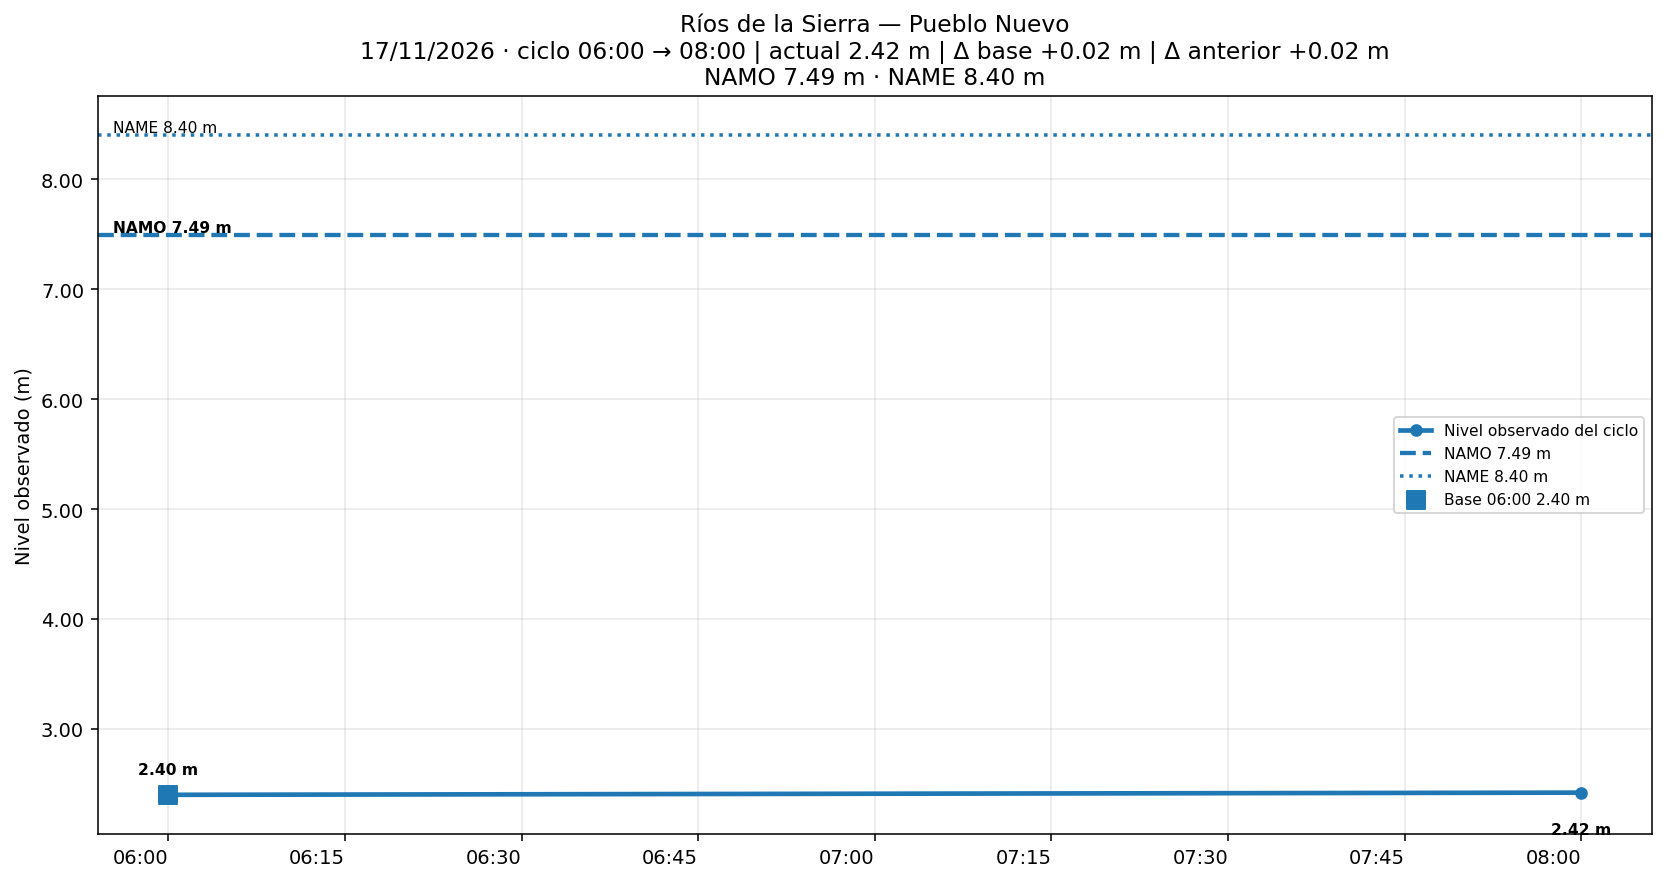 Ríos de la Sierra — Pueblo Nuevo
17/11/2026 · ciclo 06:00 → 08:00 | actual 2.42 m | Δ base +0.02 m | Δ anterior +0.02 m
NAMO 7.49 m · NAME 8.40 m
NAME 8.40 m
8.00
NAMO 7.49 m
7.00
6.00
5.00
4.00
3.00
Nivel observado (m)
Nivel observado del ciclo
NAMO 7.49 m
NAME 8.40 m
Base 06:00 2.40 m
2.40 m
2.42 m
06:00
06:15
06:30
06:45
07:00
07:15
07:30
07:45
08:00